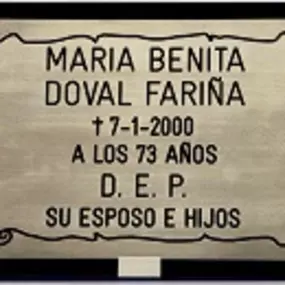 MARIA BENITA
DOVAL FARIÑA
✝ 7-1-2000
A LOS 73 AÑOS
D. E. P.
SU ESPOSO E HIJOS